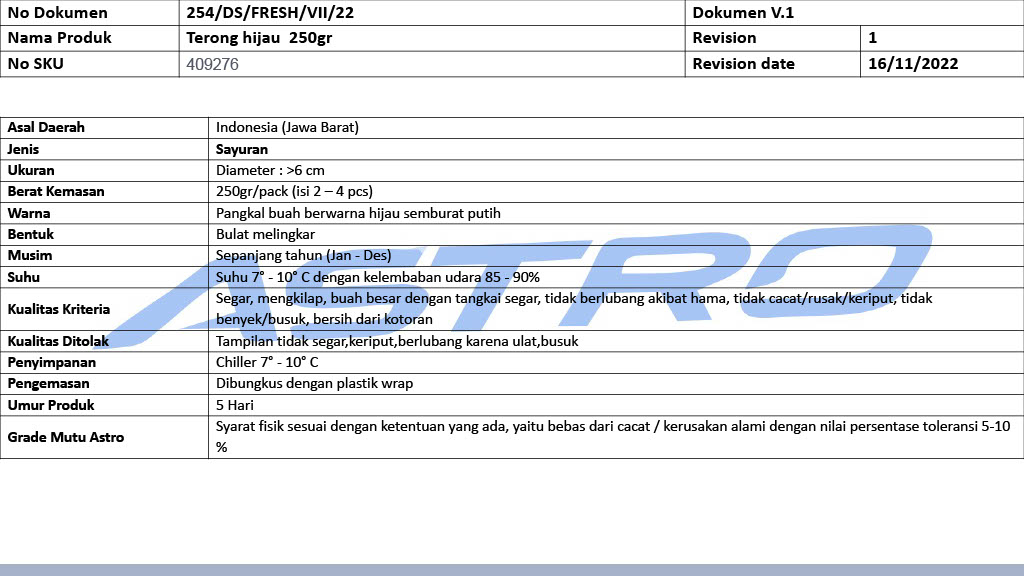 No Dokumen 254/DS/FRESH/VII/22 Dokumen V.1
Nama Produk Terong hijau  250gr Revision 1
No SKU 409276 Revision date 16/11/2022
Asal Daerah Indonesia (Jawa Barat)
Jenis Sayuran
Ukuran Diameter : >6 cm
Berat Kemasan 250gr/pack (isi 2 – 4 pcs)
Warna Pangkal buah berwarna hijau semburat putih
Bentuk Bulat melingkar
Musim Sepanjang tahun (Jan - Des)
Suhu Suhu 7° - 10° C dengan kelembaban udara 85 - 90%
Kualitas Kriteria Segar, mengkilap, buah besar dengan tangkai segar, tidak berlubang akibat hama, tidak cacat/rusak/keriput, tidak
benyek/busuk, bersih dari kotoran
Kualitas Ditolak Tampilan tidak segar,keriput,berlubang karena ulat,busuk
Penyimpanan Chiller 7° - 10° C
Pengemasan Dibungkus dengan plastik wrap
Umur Produk 5 Hari
Grade Mutu Astro Syarat fisik sesuai dengan ketentuan yang ada, yaitu bebas dari cacat / kerusakan alami dengan nilai persentase toleransi 5-10
%
ASTRO